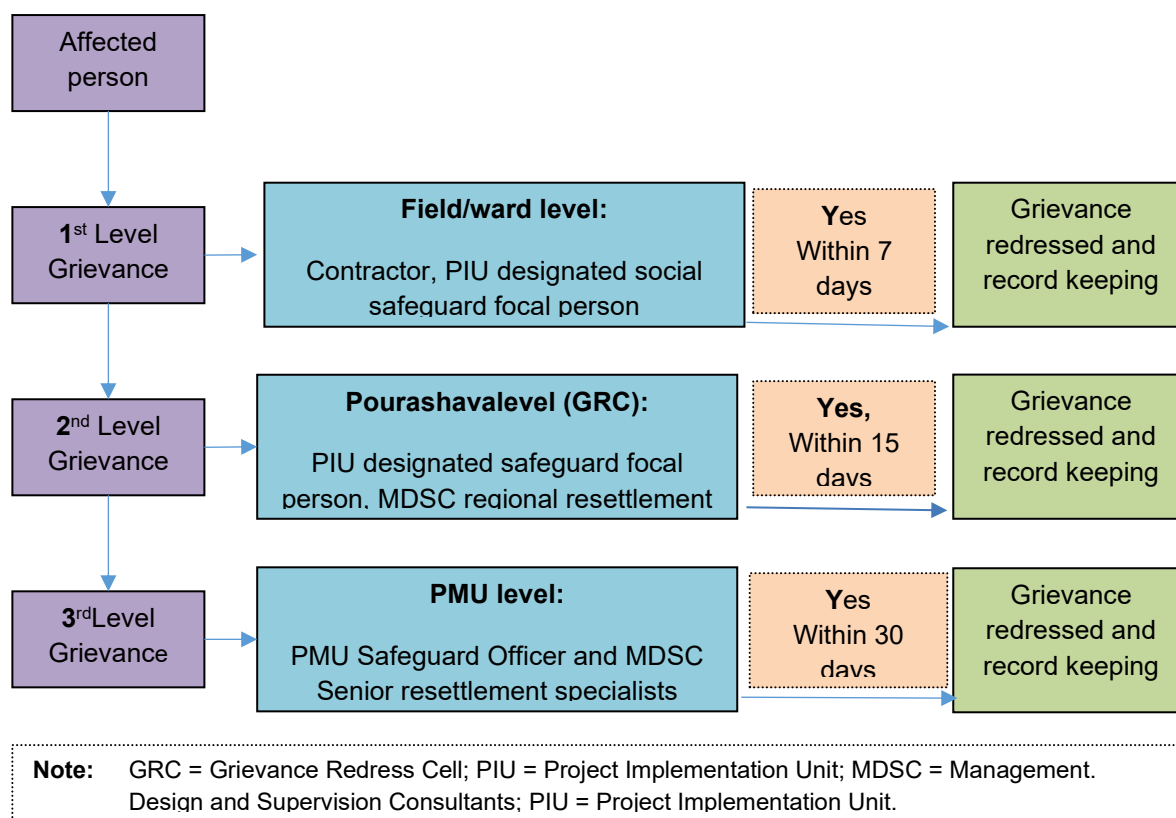 Affected
person
1st Level
Grievance
Field/ward level:
Contractor, PIU designated social
safeguard focal person
Yes
Within 7
days
Grievance
redressed and
record keeping
2nd Level
Grievance
Pourashavalevel (GRC):
PIU designated safeguard focal
person, MDSC regional resettlement
Yes,
Within 15
days
Grievance
redressed and
record keeping
3rdLevel
Grievance
PMU level:
PMU Safeguard Officer and MDSC
Senior resettlement specialists
Yes
Within 30
days
Grievance
redressed and
record keeping
Note: GRC = Grievance Redress Cell; PIU = Project Implementation Unit; MDSC = Management.
Design and Supervision Consultants; PIU = Project Implementation Unit.